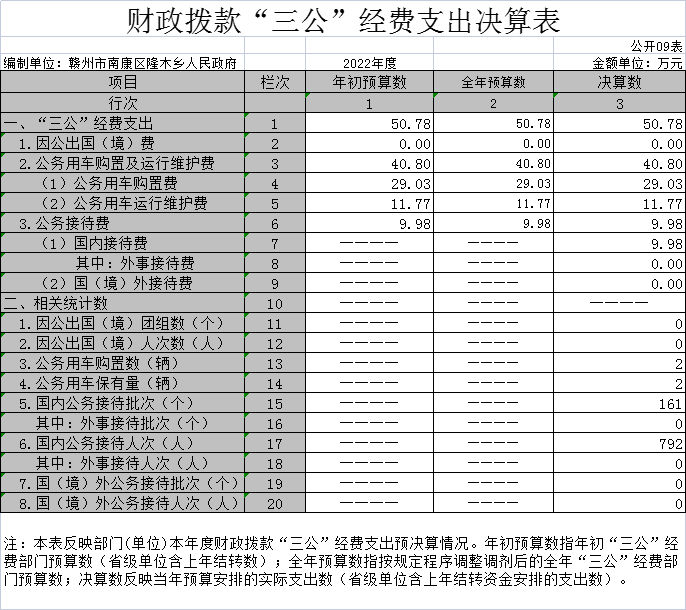 财政拨款“三公”经费支出决算表
公开09表
编制单位：赣州市南康区隆木乡人民政府 2022年度 金额单位：万元
项目 栏次 年初预算数 全年预算数 决算数
行次 1 2 3
一、“三公”经费支出 1 50.78 50.78 50.78
1.因公出国（境）费 2 0.00 0.00 0.00
2.公务用车购置及运行维护费 3 40.80 40.80 40.80
（1）公务用车购置费 4 29.03 29.03 29.03
（2）公务用车运行维护费 5 11.77 11.77 11.77
3.公务接待费 6 9.98 9.98 9.98
（1）国内接待费 7 ———— ———— 9.98
其中：外事接待费 8 ———— ———— 0.00
（2）国（境）外接待费 9 ———— ———— 0.00
二、相关统计数 10 ———— ———— ————
1.因公出国（境）团组数（个） 11 ———— ———— 0
2.因公出国（境）人次数（人） 12 ———— ———— 0
3.公务用车购置数（辆） 13 ———— ———— 2
4.公务用车保有量（辆） 14 ———— ———— 2
5.国内公务接待批次（个） 15 ———— ———— 161
其中：外事接待批次（个） 16 ———— ———— 0
6.国内公务接待人次（人） 17 ———— ———— 792
其中：外事接待人次（人） 18 ———— ———— 0
7.国（境）外公务接待批次（个） 19 ———— ———— 0
8.国（境）外公务接待人次（人） 20 ———— ———— 0
注：本表反映部门(单位)本年度财政拨款“三公”经费支出预决算情况。年初预算数指年初“三公”经
费部门预算数（省级单位含上年结转数）；全年预算数指按规定程序调整调剂后的全年“三公”经费部
门预算数；决算数反映当年预算安排的实际支出数（省级单位含上年结转资金安排的支出数）。